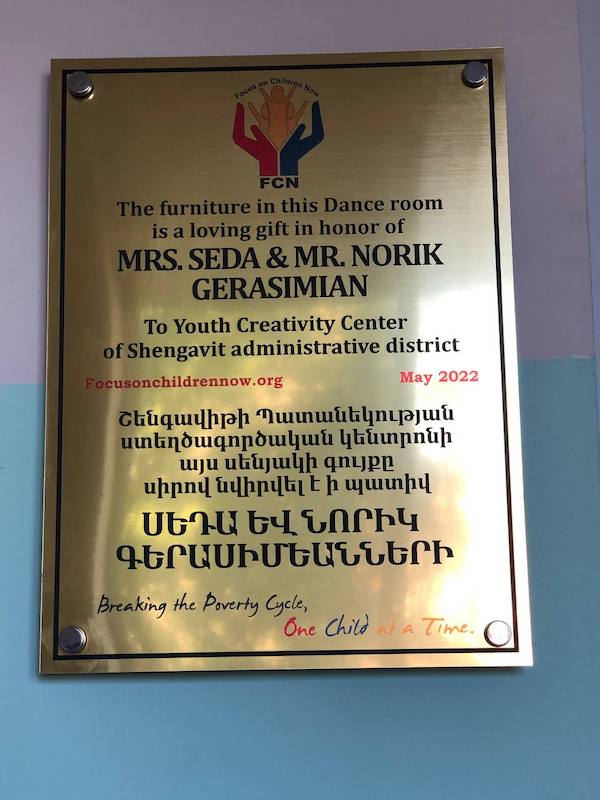 Focus on Children Now
FCN
The furniture in this Dance room
is a loving gift in honor of
MRS. SEDA & MR. NORIK
GERASIMIAN
To Youth Creativity Center
of Shengavit administrative district
Focusonchildrennow.org May 2022
Շենգավիթի Պատանեկության
ստեղծագործական կենտրոնի
այս սենյակի գույքը
սիրով նվիրվել է ի պատիվ
ՍԵԴԱ ԵՎ ՆՈՐԻԿ
ԳԵՐԱՍԻՄԵԱՆՆԵՐԻ
Breaking the Poverty Cycle,
One Child at a Time.